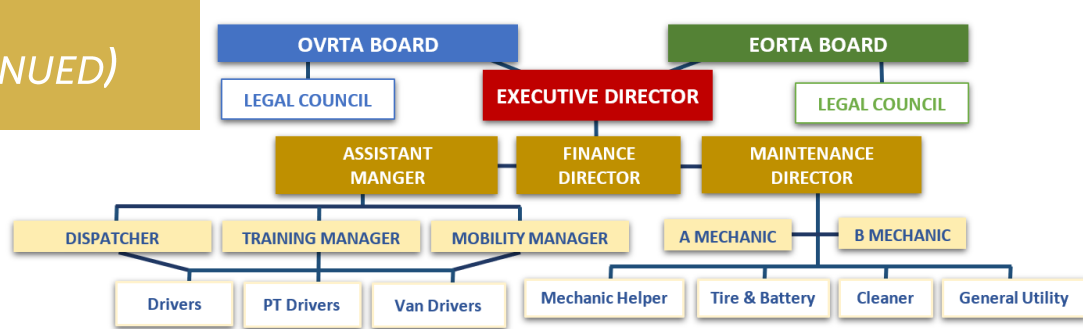 NUED)
OVRTA BOARD
EORTA BOARD
LEGAL COUNCIL
EXECUTIVE DIRECTOR
LEGAL COUNCIL
ASSISTANT
MANGER
FINANCE
DIRECTOR
MAINTENANCE
DIRECTOR
DISPATCHER
TRAINING MANAGER
MOBILITY MANAGER
A MECHANIC
B MECHANIC
Drivers
PT Drivers
Van Drivers
Mechanic Helper
Tire & Battery
Cleaner
General Utility